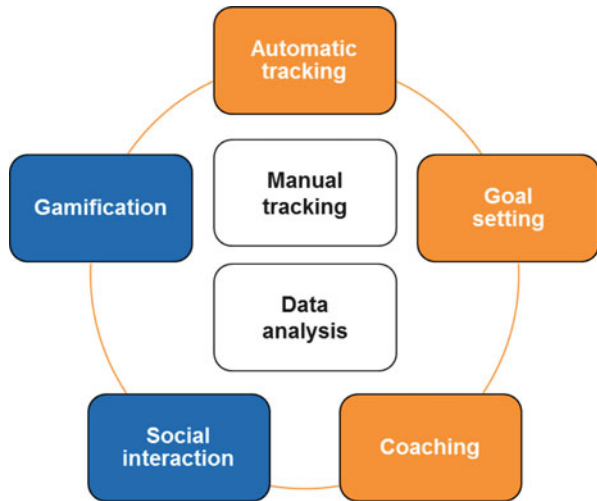 Automatic
tracking
Manual
tracking
Gamification
Goal
setting
Data
analysis
Social
interaction
Coaching